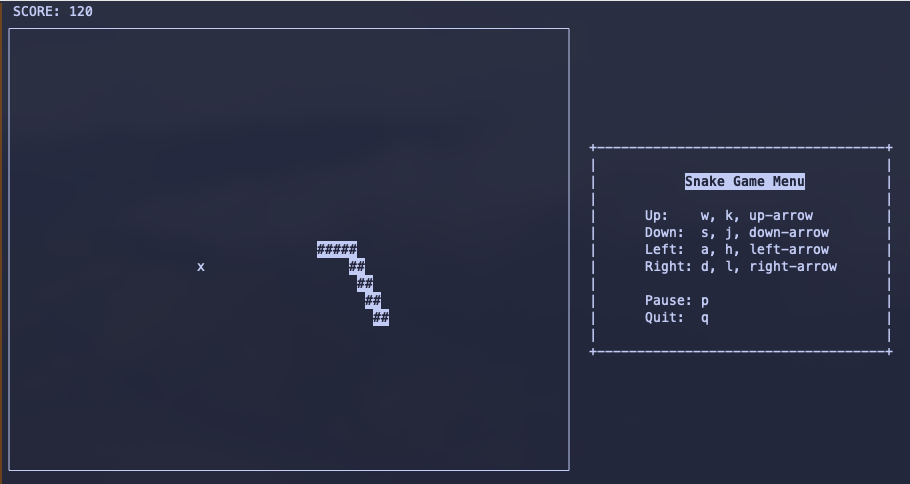 SCORE: 120
#####
x ##
##
##
##
Snake Game Menu
Up: w, k, up-arrow
Down: s, j, down-arrow
Left: a, h, left-arrow
Right: d, l, right-arrow
Pause: p
Quit: q